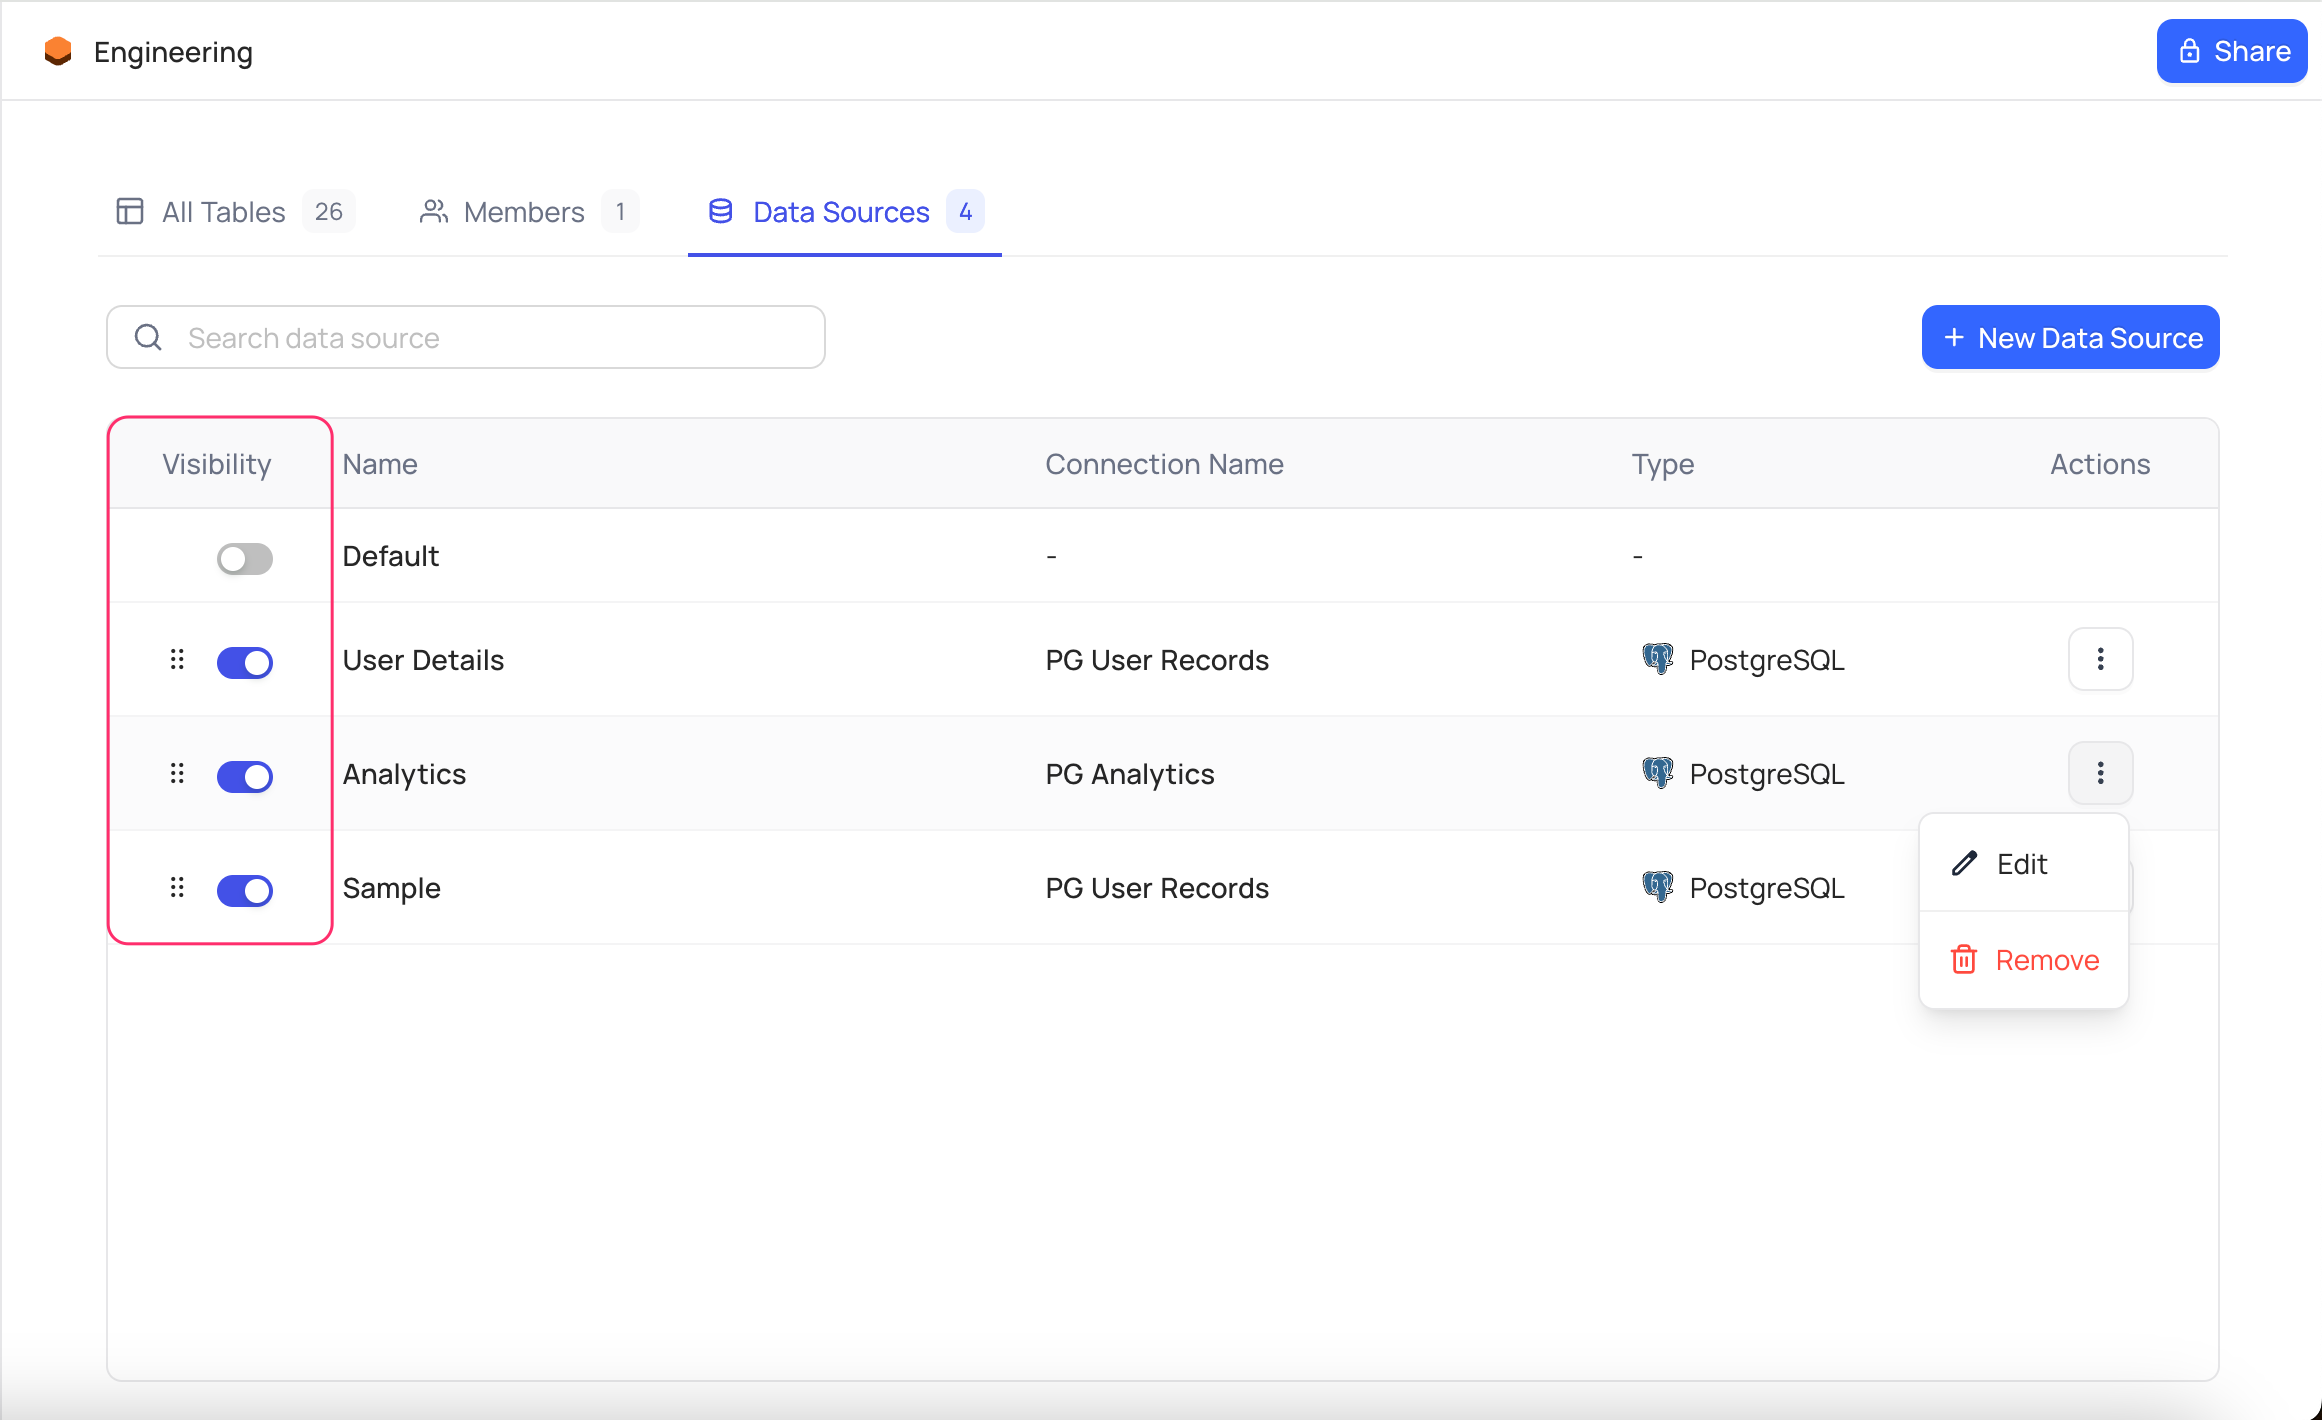 Engineering
Share
All Tables 26 Members 1 Data Sources 4
Search data source
New Data Source
Visibility Name Connection Name Type Actions
Default - -
User Details PG User Records PostgreSQL
Analytics PG Analytics PostgreSQL
Sample PG User Records PostgreSQL
Edit
Remove